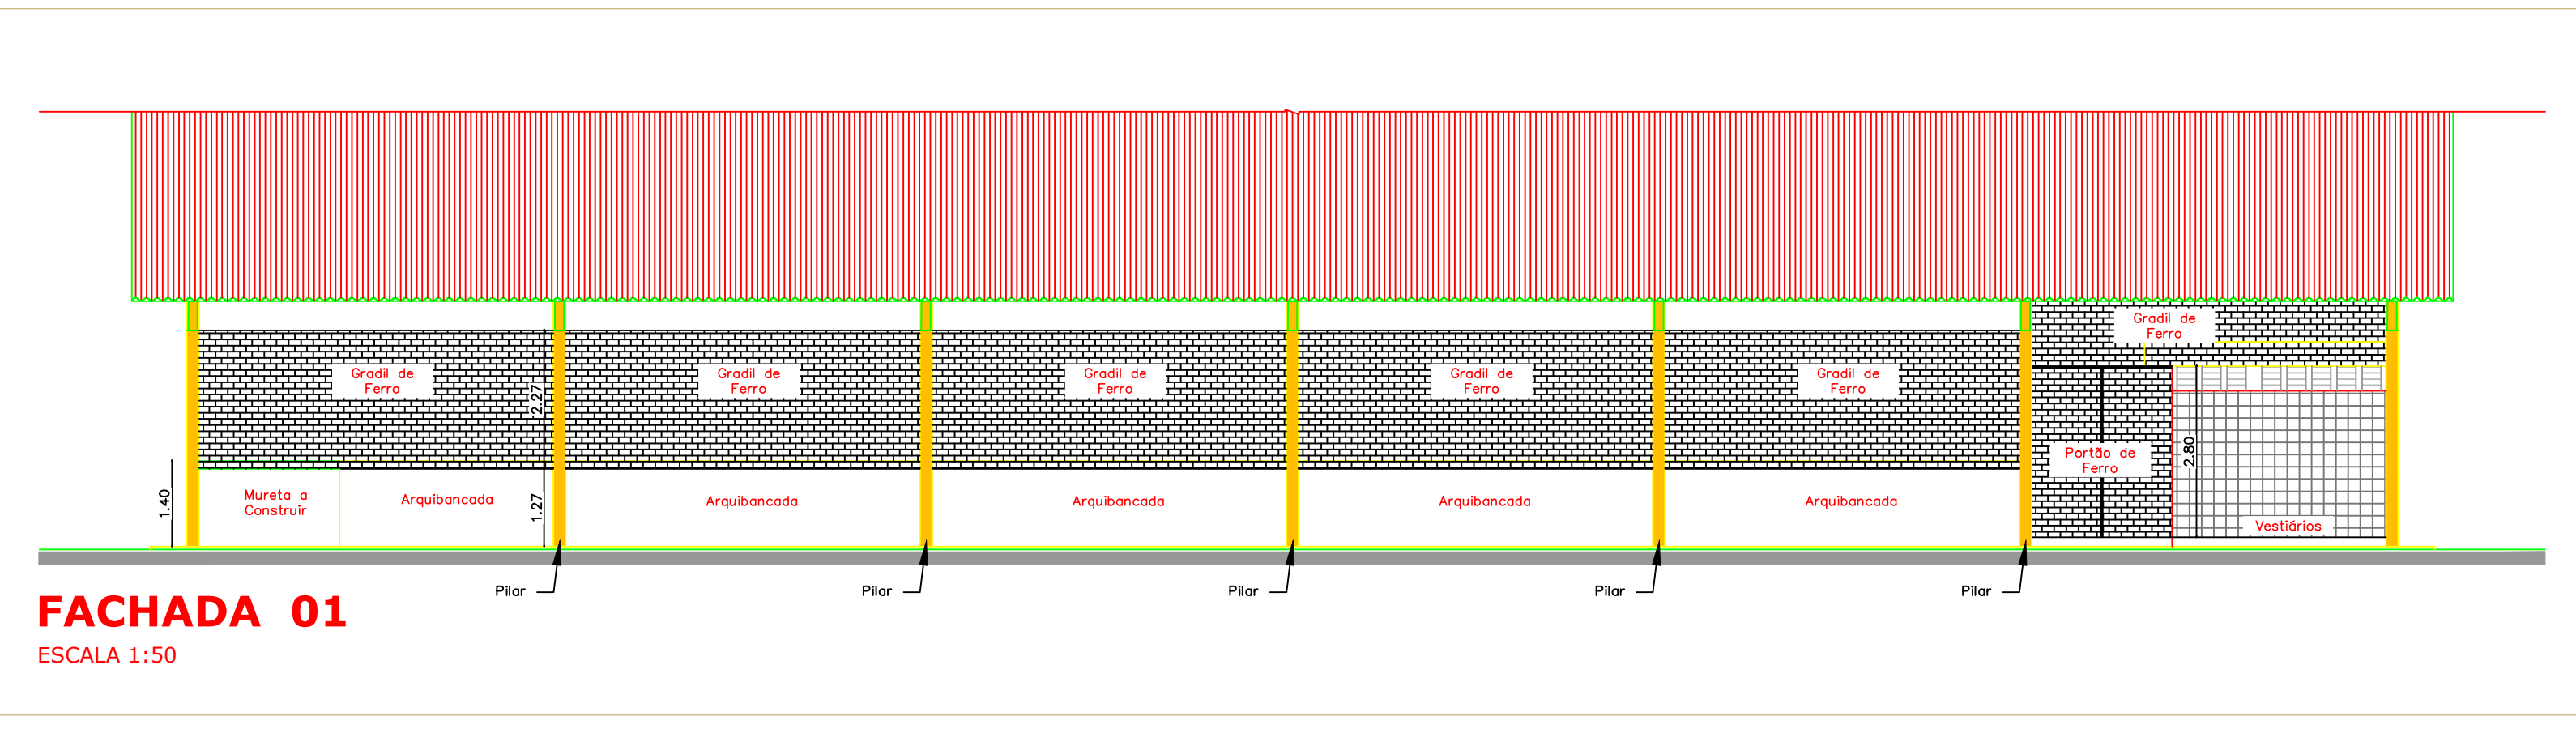 Gradil de
Ferro
Gradil de
Ferro
Gradil de
Ferro
Gradil de
Ferro
Gradil de
Ferro
Gradil de
Ferro
2.27
1.40
Mureta a
Construir
Arquibancada
1.27
Arquibancada
Arquibancada
Arquibancada
Arquibancada
Portão de
Ferro
2.80
Vestiários
Pilar
Pilar
Pilar
Pilar
Pilar
FACHADA 01
ESCALA 1:50